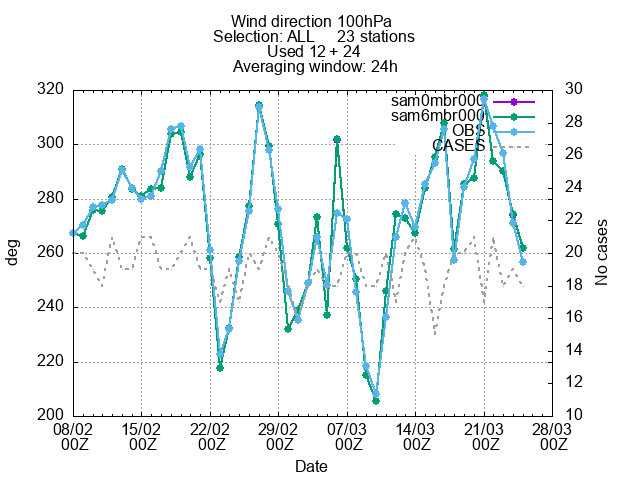 Wind direction 100hPa
Selection: ALL 23 stations
Used 12 + 24
Averaging window: 24h
320 30
sam0mbr000
sam6mbr000
OBS
CASES
300 28
26
280 24
22
260 20
18
240 16
14
220 12
200 10
deg
No cases
08/02 15/02 22/02 29/02 07/03 14/03 21/03 28/03
00Z 00Z 00Z 00Z 00Z 00Z 00Z 00Z
Date